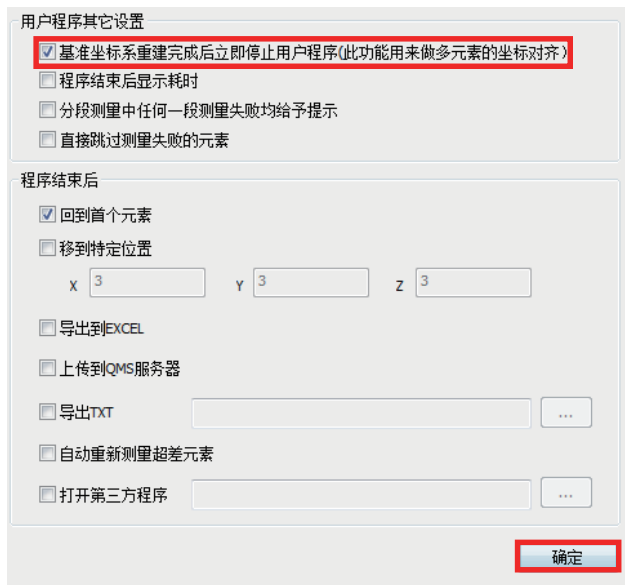 用户程序其它设置
基准坐标系重建完成后立即停止用户程序(此功能用来做多元素的坐标对齐)
程序结束后显示耗时
分段测量中任何一段测量失败均给予提示
直接跳过测量失败的元素
程序结束后
回到首个元素
移到特定位置
X 3 Y 3 Z 3
导出到EXCEL
上传到QMS服务器
导出TXT ...
自动重新测量超差元素
打开第三方程序 ...
确定